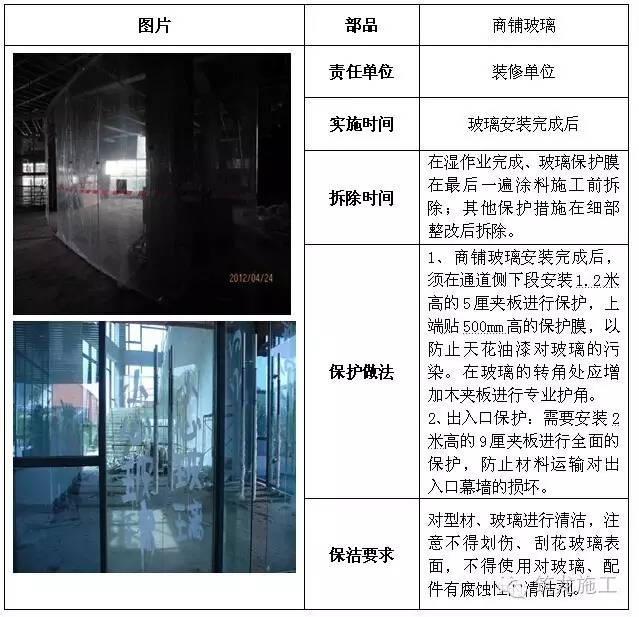 图片
部品
商铺玻璃
责任单位
装修单位
实施时间
玻璃安装完成后
2012/04/24
拆除时间
在湿作业完成、玻璃保护膜
在最后一遍涂料施工前拆
除；其他保护措施在细部
整改后拆除。
保护做法
1、商铺玻璃安装完成后，
须在通道侧下段安装1.2米
高的5厘夹板进行保护，上
端贴500mm高的保护膜，以
防止天花油漆对玻璃的污
染。在玻璃的转角处应增
加木夹板进行专业护角。
2、出入口保护：需要安装2
米高的9厘夹板进行全面的
保护，防止材料运输对出
入口幕墙的损坏。
小心玻璃
保洁要求
对型材、玻璃进行清洁，注
意不得划伤、刮花玻璃表
面，不得使用对玻璃、配
件有腐蚀性 清洁剂。
施工